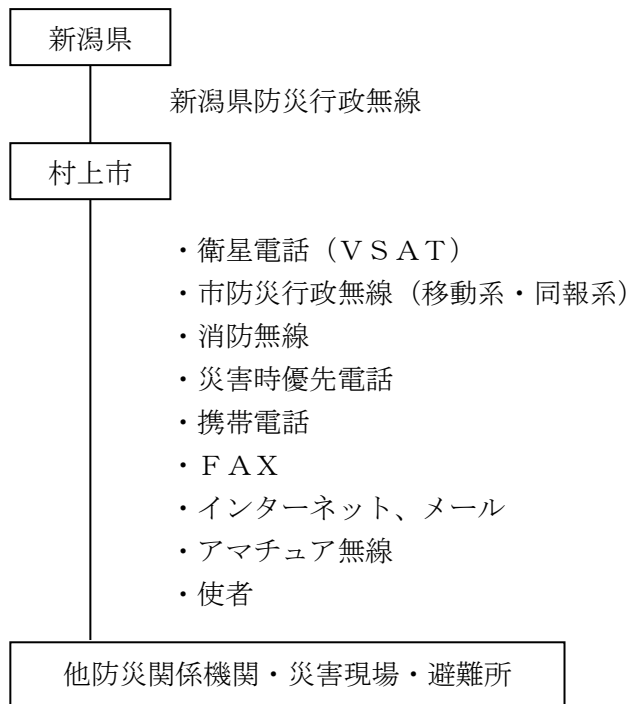 新潟県
新潟県防災行政無線
村上市
・衛星電話（ＶＳＡＴ）
・市防災行政無線（移動系・同報系）
・消防無線
・災害時優先電話
・携帯電話
・ＦＡＸ
・インターネット、メール
・アマチュア無線
・使者
他防災関係機関・災害現場・避難所